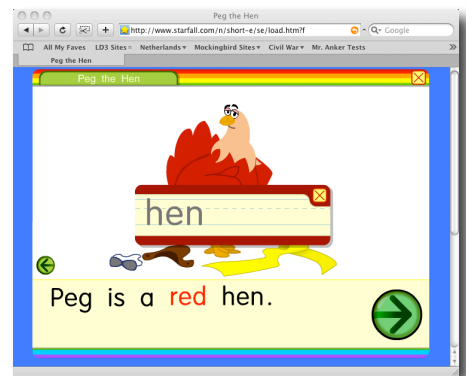 Peg the Hen
http://www.starfall.com/n/short-e/se/load.htm?f
Google
All My Faves LD3 Sites Netherlands Mockingbird Sites Civil War Mr. Anker Tests
Peg the Hen
Peg the Hen
hen
Peg is a red hen.